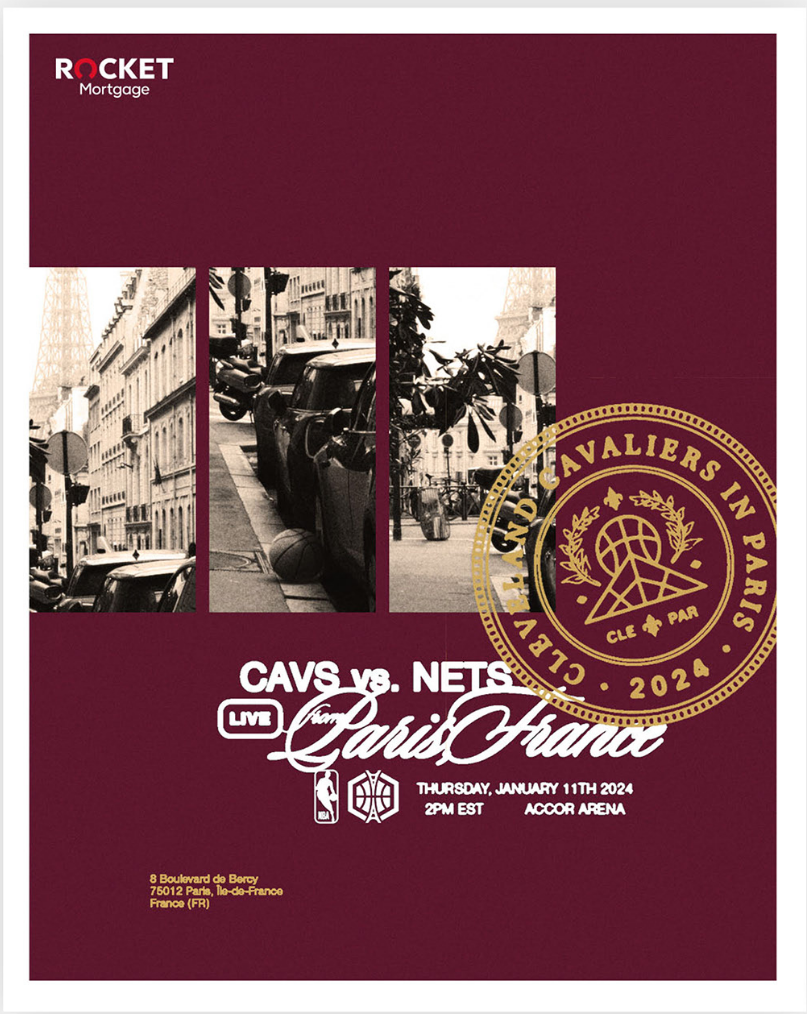 ROCKET
Mortgage
CLEVELAND CAVALIERS IN PARIS
CLE PAR
· 2024 ·
CAVS vs. NETS
LIVE from Paris, France
NBA
THURSDAY, JANUARY 11TH 2024
2PM EST ACCOR ARENA
8 Boulevard de Bercy
75012 Paris, Île-de-France
France (FR)